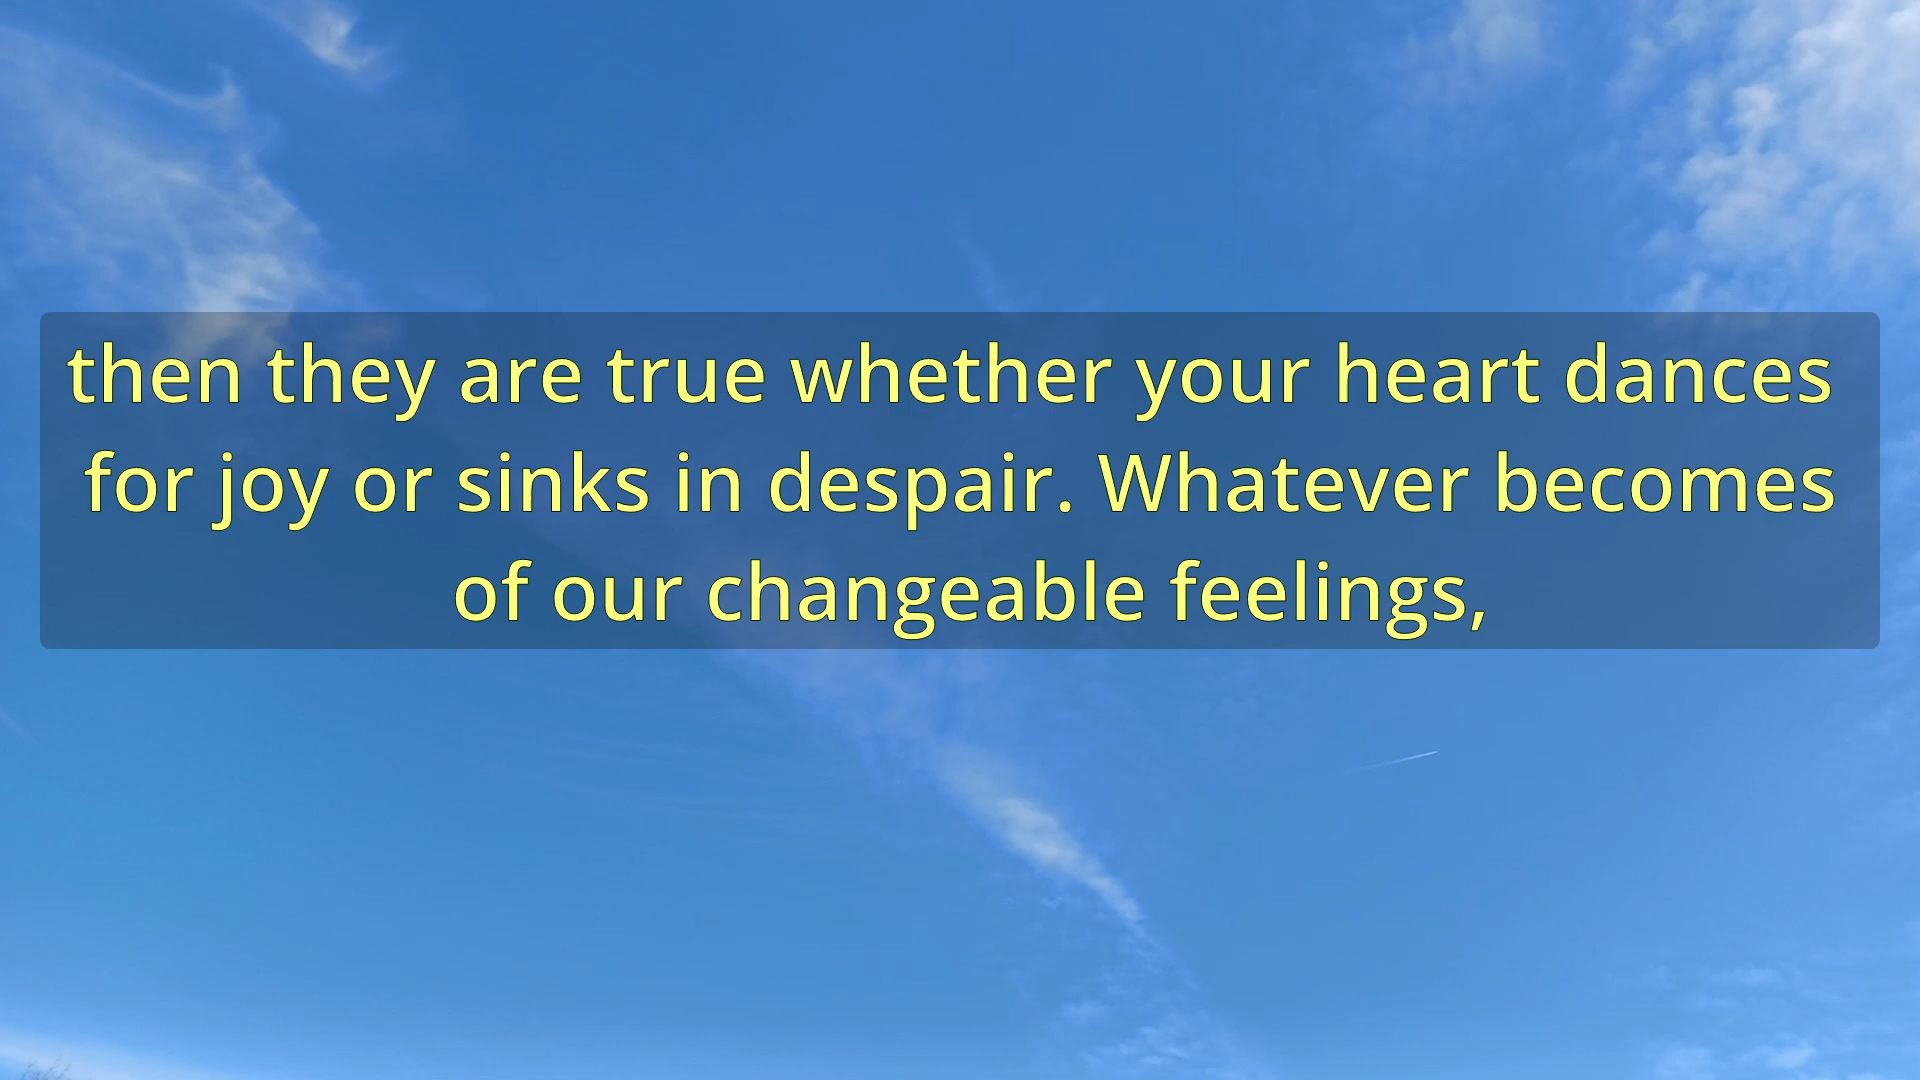 then they are true whether your heart dances
for joy or sinks in despair. Whatever becomes
of our changeable feelings,